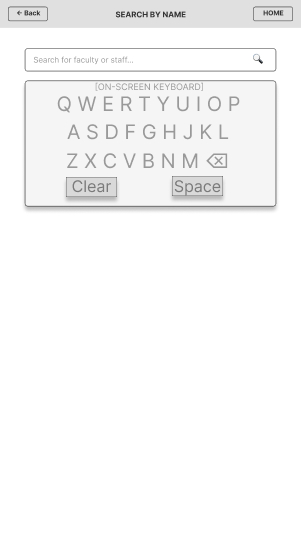 ← Back SEARCH BY NAME HOME
Search for faculty or staff...
[ON-SCREEN KEYBOARD]
Q W E R T Y U I O P
A S D F G H J K L
Z X C V B N M
Clear Space